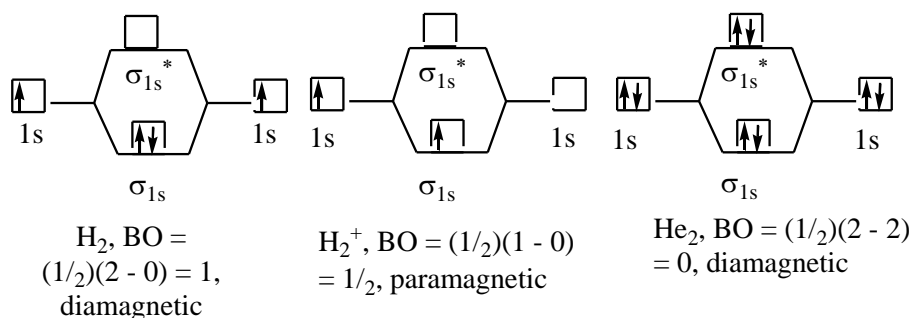 σ1s*
1s 1s
σ1s
H2, BO =
(1/2)(2 - 0) = 1,
diamagnetic
σ1s*
1s 1s
σ1s
H2+, BO = (1/2)(1 - 0)
= 1/2, paramagnetic
σ1s*
1s 1s
σ1s
He2, BO = (1/2)(2 - 2)
= 0, diamagnetic